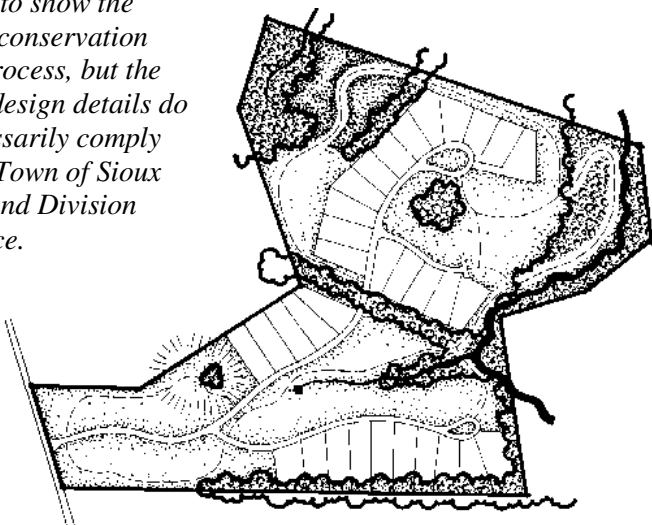 to show the
conservation
rocess, but the
design details do
ssarily comply
Town of Sioux
nd Division
ce.